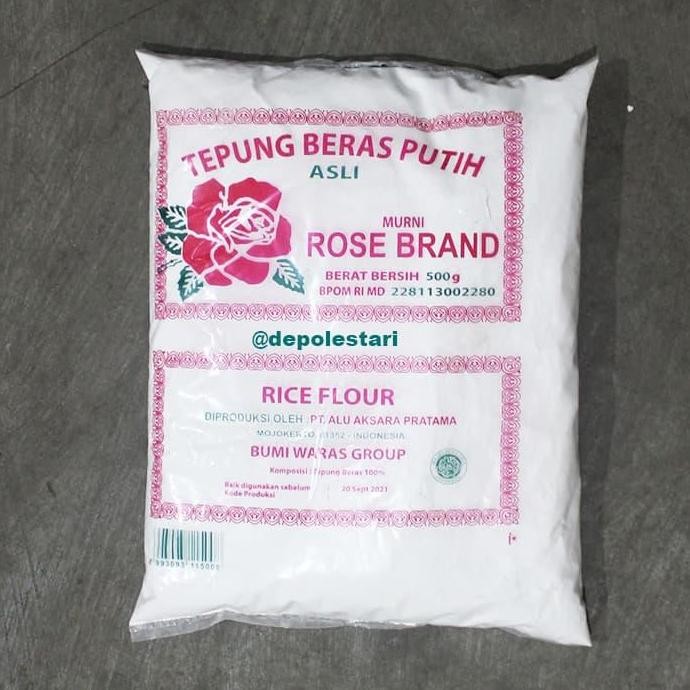 TEPUNG BERAS PUTIH
ASLI
MURNI
ROSE BRAND
BERAT BERSIH 500g
BPOM RI MD 228113002280
@depolestari
RICE FLOUR
DIPRODUKSI OLEH : PT. ALU AKSARA PRATAMA
MOJOKERTO 61382 - INDONESIA
BUMI WARAS GROUP
Komposisi : Tepung Beras 100%
Baik digunakan sebelum 20 Sept 2021
Kode Produksi